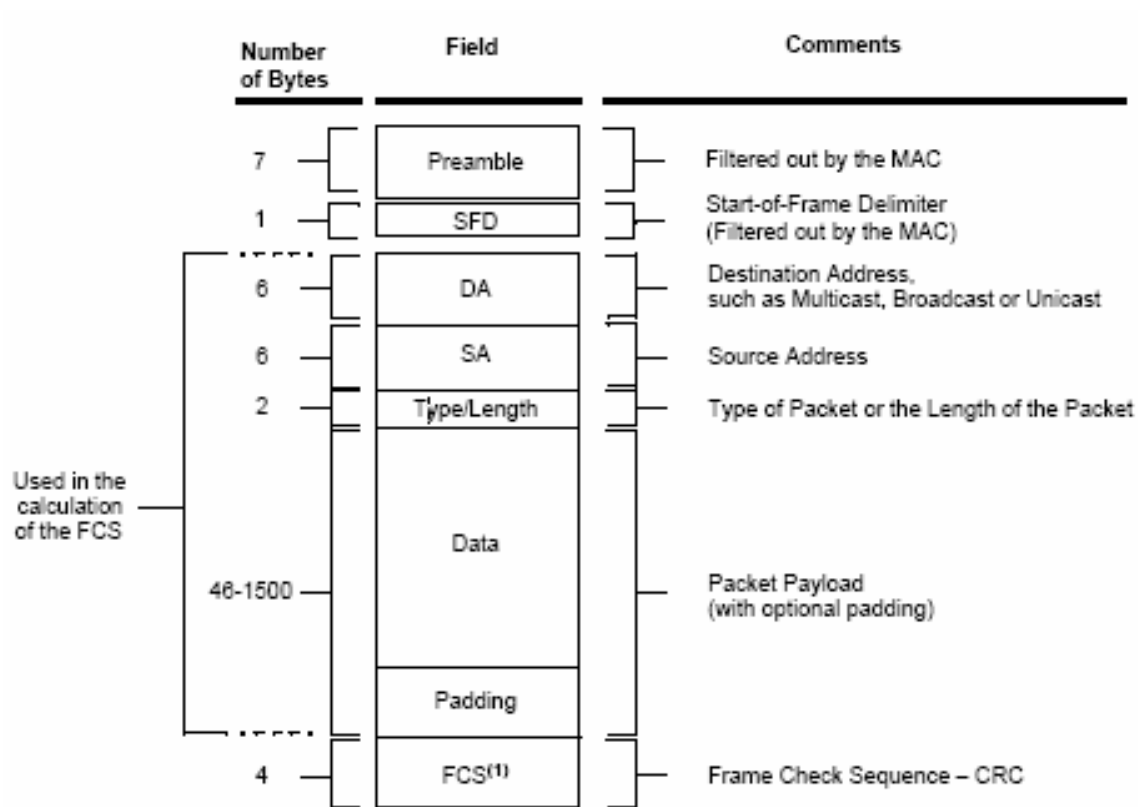 Number of Bytes Field Comments
7 Preamble Filtered out by the MAC
1 SFD Start-of-Frame Delimiter
(Filtered out by the MAC)
6 DA Destination Address,
such as Multicast, Broadcast or Unicast
6 SA Source Address
2 Type/Length Type of Packet or the Length of the Packet
Used in the
calculation
of the FCS
46-1500 Data Packet Payload
(with optional padding)
Padding
4 FCS(1) Frame Check Sequence – CRC